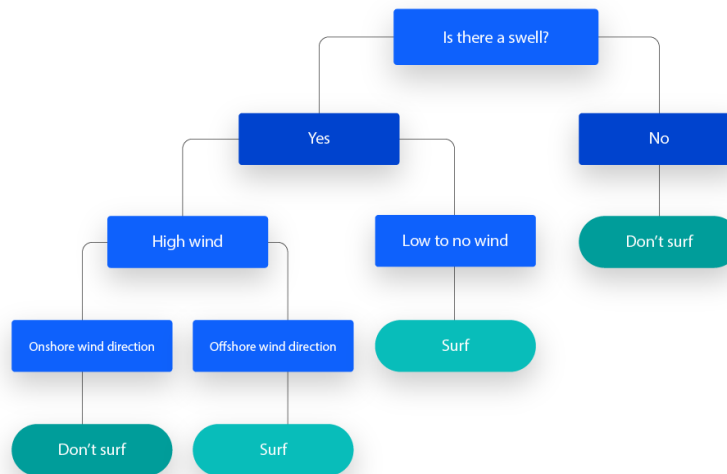 Is there a swell?
Yes
No
High wind
Low to no wind
Don’t surf
Onshore wind direction
Offshore wind direction
Surf
Don’t surf
Surf